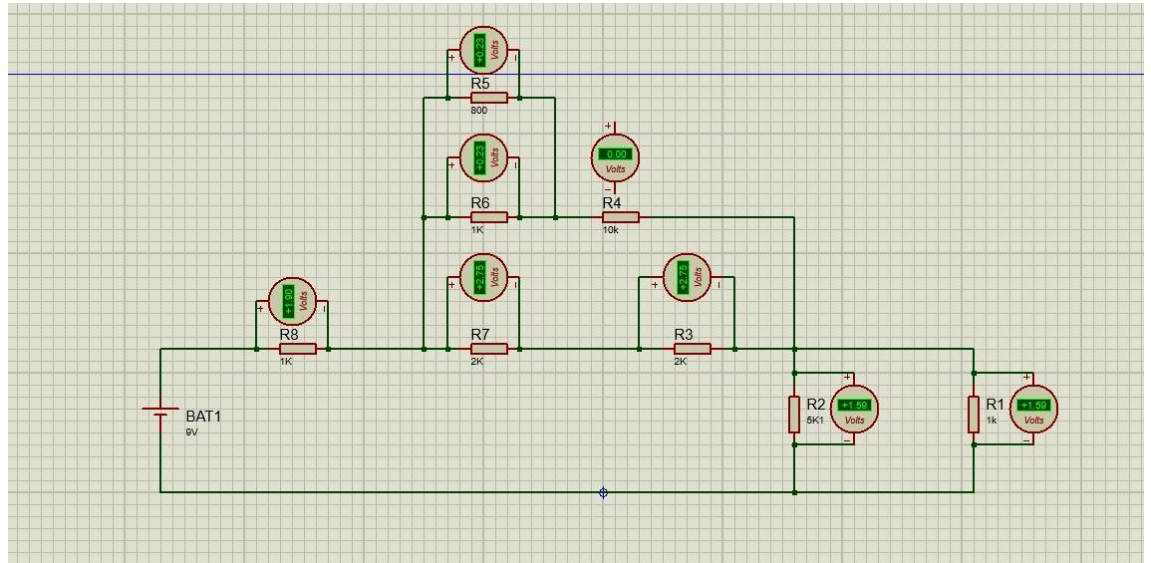 +0.23
Volts
+
R5
800
+0.23
Volts
+
R6
1K
+
0.00
Volts
R4
10k
+1.90
Volts
+
R8
1K
+2.75
Volts
+
R7
2K
+2.75
Volts
+
R3
2K
BAT1
9V
R2
5K1
+
+1.59
Volts
R1
1k
+
+1.59
Volts